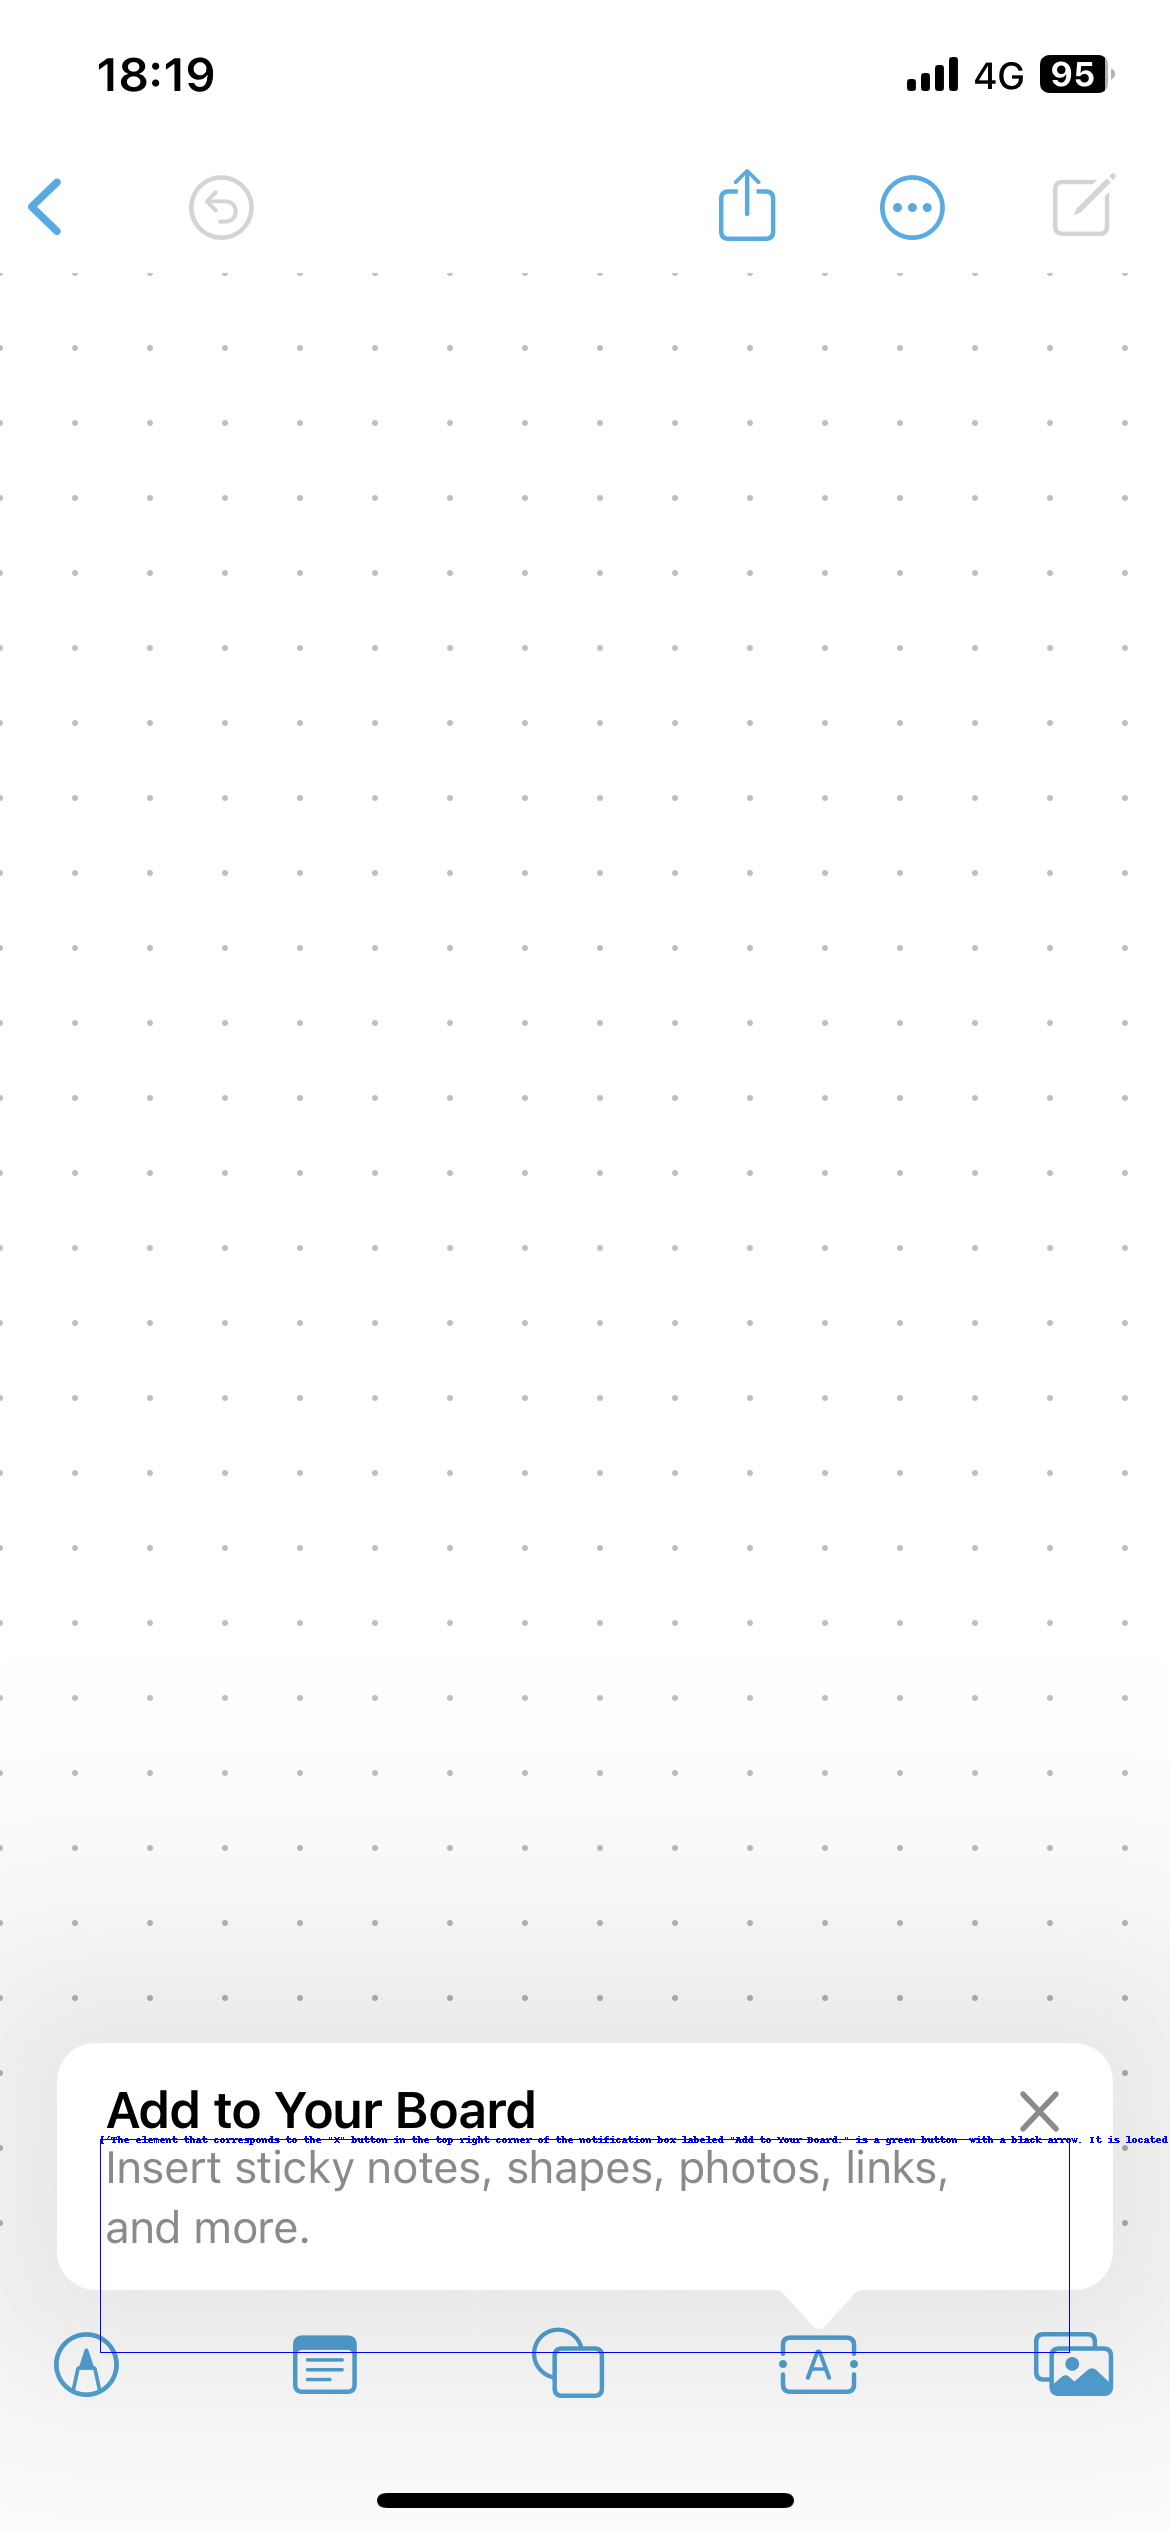 18:19
4G 95
Add to Your Board
['The element that corresponds to the "X" button in the top right corner of the notification box labeled "Add to Your Board." is a green button with a black arrow. It is located
Insert sticky notes, shapes, photos, links,
and more.
A